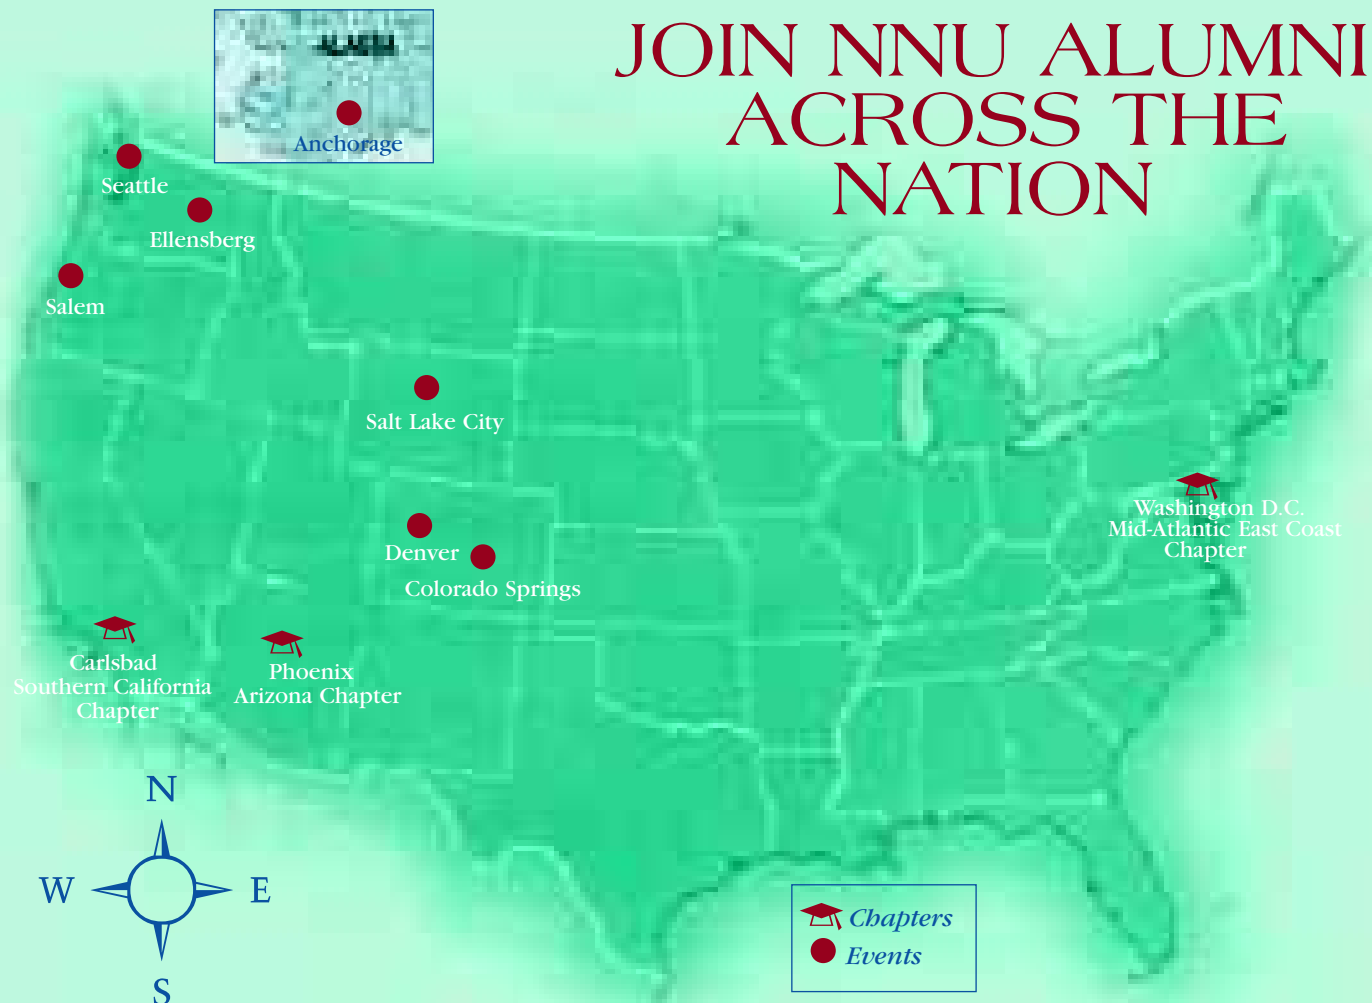 JOIN NNU ALUMNI
ACROSS THE
NATION
ALASKA
Anchorage
Seattle
Ellensberg
Salem
Salt Lake City
Denver
Colorado Springs
Washington D.C.
Mid-Atlantic East Coast
Chapter
Carlsbad
Southern California
Chapter
Phoenix
Arizona Chapter
N
W
E
S
Chapters
Events